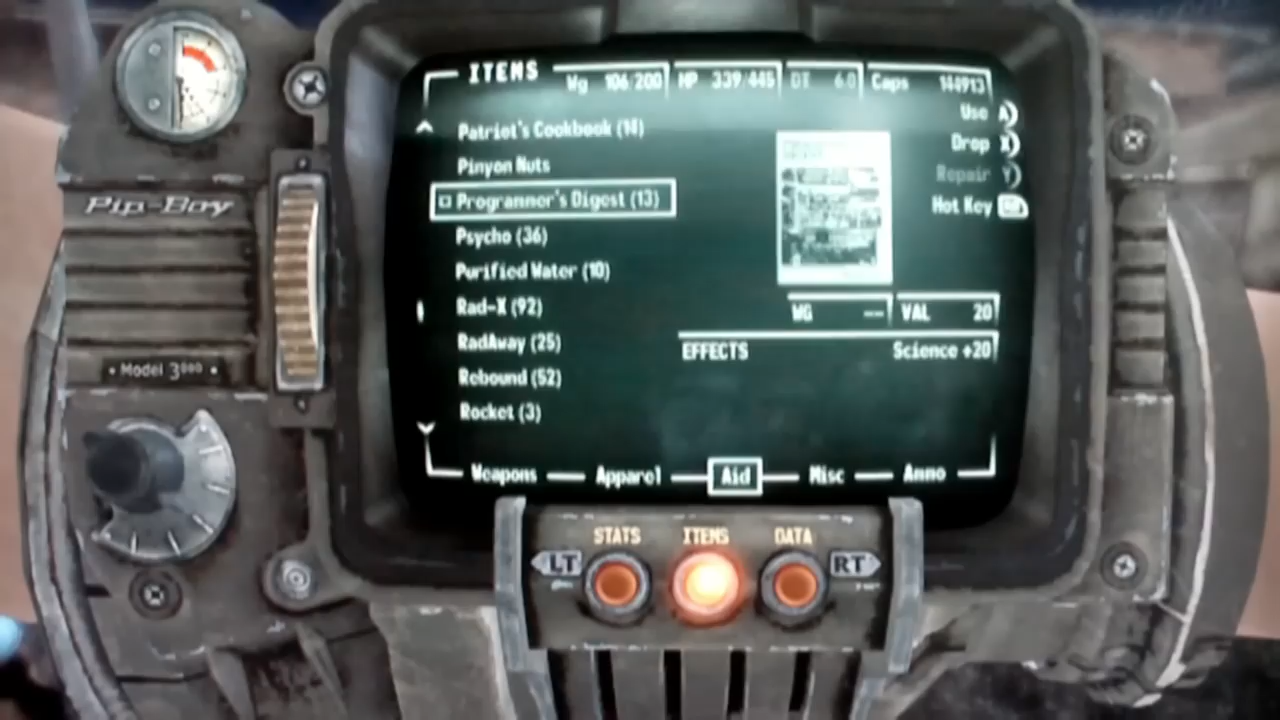 ITEMS Wg 106/200 HP 339/445 DT 6.0 Caps 144913
Use A)
Drop X)
Repair Y)
Hot Key
Patriot's Cookbook (14)
Pinyon Nuts
Programmer's Digest (13)
Psycho (36)
Purified Water (10)
Rad-X (92)
RadAway (25)
Rebound (52)
Rocket (3)
WG -- VAL 20
EFFECTS Science +20
Weapons Apparel Aid Misc Ammo
Pip-Boy
• Model 3000 •
STATS ITEMS DATA
LT RT